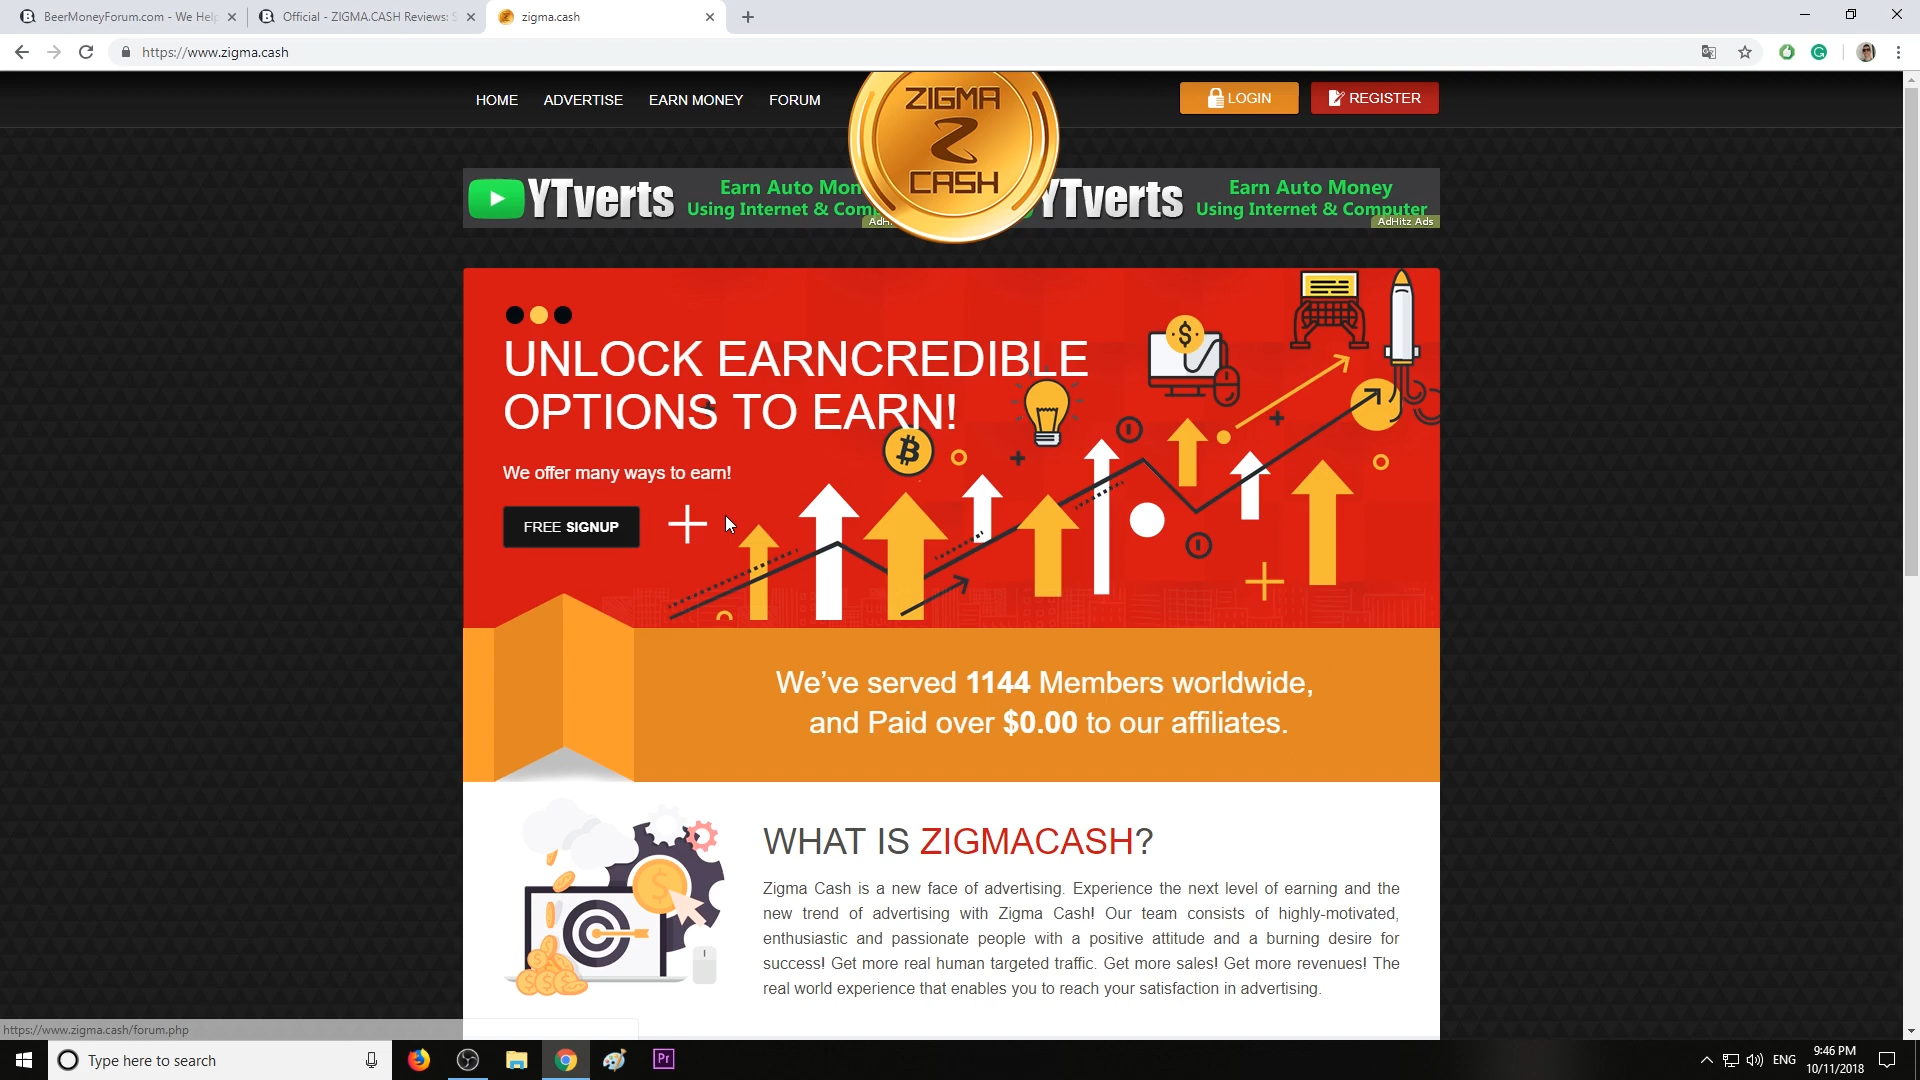 BeerMoneyForum.com - We Help
Official - ZIGMA.CASH Reviews: S
zigma.cash
https://www.zigma.cash
HOME
ADVERTISE
EARN MONEY
FORUM
ZIGMA
CASH
LOGIN
REGISTER
YTverts
Earn Auto Mon
Using Internet & Comp
AdHi
YTverts
Earn Auto Money
Using Internet & Computer
AdHitz Ads
UNLOCK EARNCREDIBLE
OPTIONS TO EARN!
We offer many ways to earn!
FREE SIGNUP
We've served 1144 Members worldwide,
and Paid over $0.00 to our affiliates.
WHAT IS ZIGMACASH?
Zigma Cash is a new face of advertising. Experience the next level of earning and the
new trend of advertising with Zigma Cash! Our team consists of highly-motivated,
enthusiastic and passionate people with a positive attitude and a burning desire for
success! Get more real human targeted traffic. Get more sales! Get more revenues! The
real world experience that enables you to reach your satisfaction in advertising.
https://www.zigma.cash/forum.php
Type here to search
Pr
ENG
9:46 PM
10/11/2018